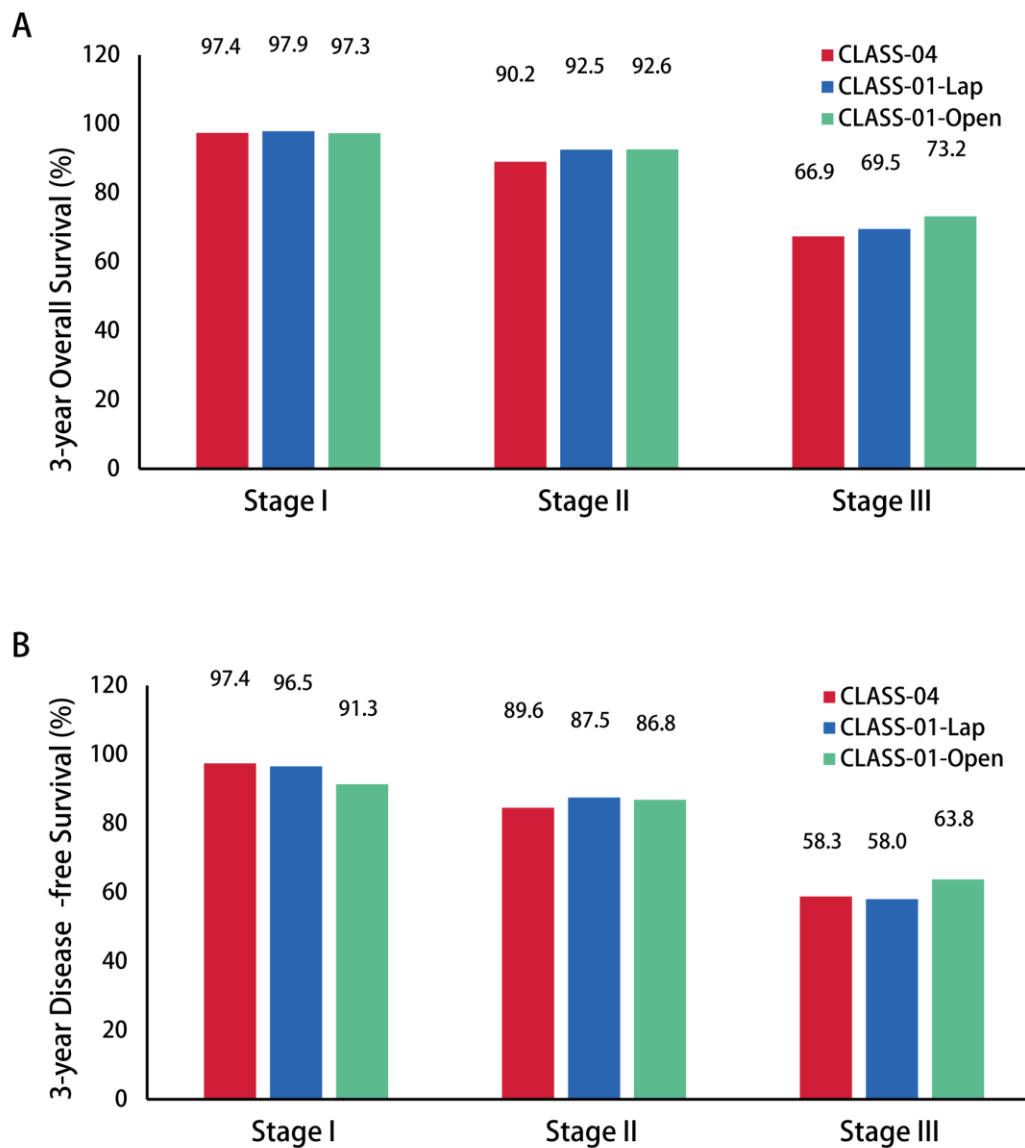 A
97.4 97.9 97.3
90.2 92.5 92.6
66.9 69.5 73.2
CLASS-04
CLASS-01-Lap
CLASS-01-Open
3-year Overall Survival (%)
120
100
80
60
40
20
0
Stage I Stage II Stage III
B
97.4 96.5 91.3
89.6 87.5 86.8
58.3 58.0 63.8
CLASS-04
CLASS-01-Lap
CLASS-01-Open
3-year Disease -free Survival (%)
120
100
80
60
40
20
0
Stage I Stage II Stage III